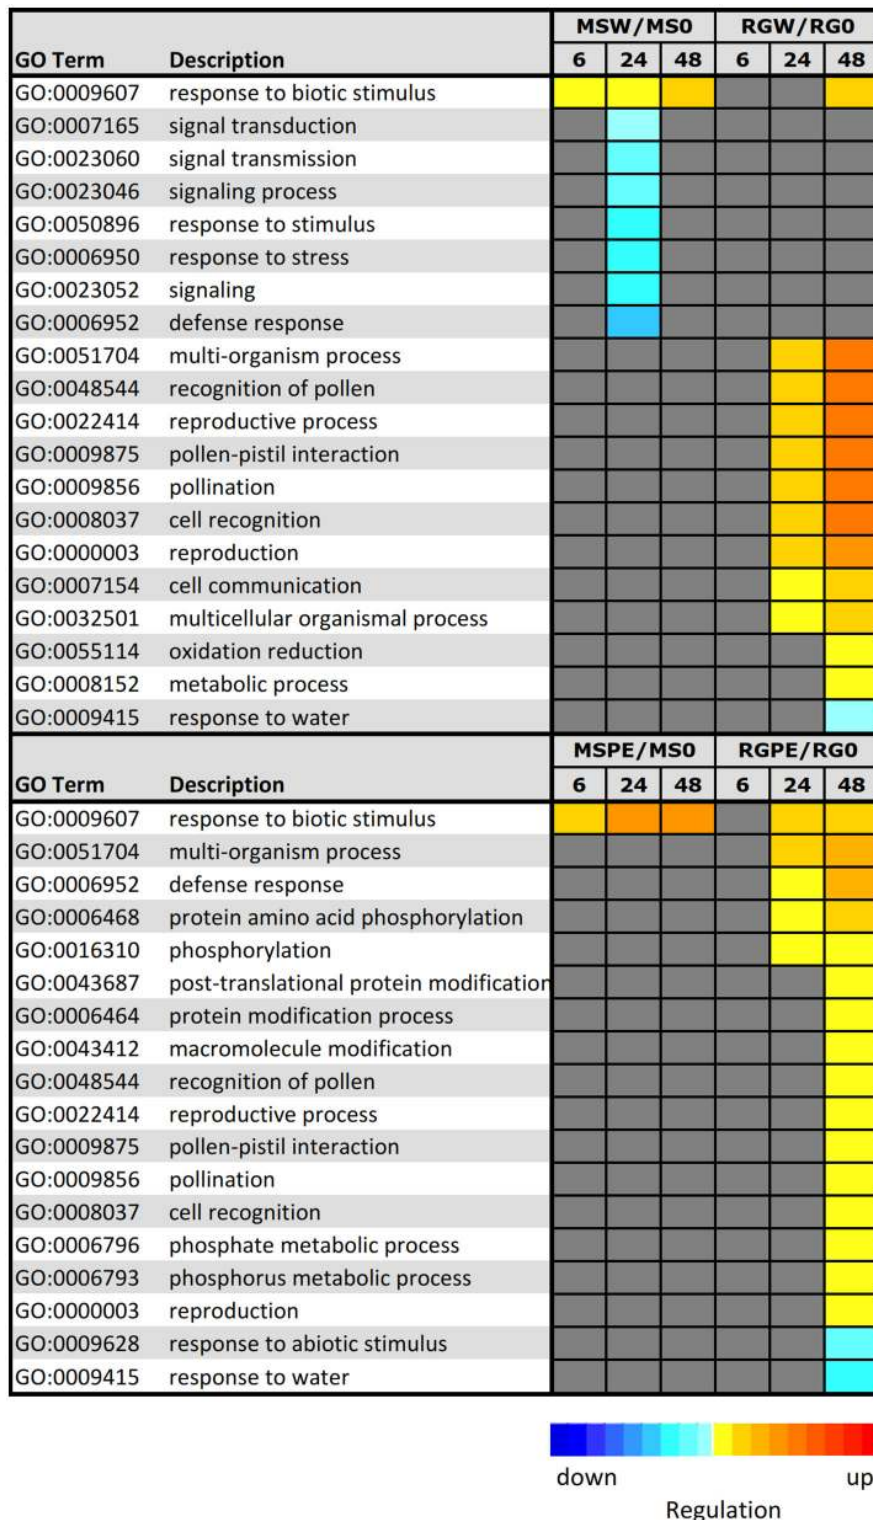 MSW/MS0 RGW/RG0
GO Term Description 6 24 48 6 24 48
GO:0009607 response to biotic stimulus
GO:0007165 signal transduction
GO:0023060 signal transmission
GO:0023046 signaling process
GO:0050896 response to stimulus
GO:0006950 response to stress
GO:0023052 signaling
GO:0006952 defense response
GO:0051704 multi-organism process
GO:0048544 recognition of pollen
GO:0022414 reproductive process
GO:0009875 pollen-pistil interaction
GO:0009856 pollination
GO:0008037 cell recognition
GO:0000003 reproduction
GO:0007154 cell communication
GO:0032501 multicellular organismal process
GO:0055114 oxidation reduction
GO:0008152 metabolic process
GO:0009415 response to water
MSPE/MS0 RGPE/RG0
GO Term Description 6 24 48 6 24 48
GO:0009607 response to biotic stimulus
GO:0051704 multi-organism process
GO:0006952 defense response
GO:0006468 protein amino acid phosphorylation
GO:0016310 phosphorylation
GO:0043687 post-translational protein modification
GO:0006464 protein modification process
GO:0043412 macromolecule modification
GO:0048544 recognition of pollen
GO:0022414 reproductive process
GO:0009875 pollen-pistil interaction
GO:0009856 pollination
GO:0008037 cell recognition
GO:0006796 phosphate metabolic process
GO:0006793 phosphorus metabolic process
GO:0000003 reproduction
GO:0009628 response to abiotic stimulus
GO:0009415 response to water
down up
Regulation